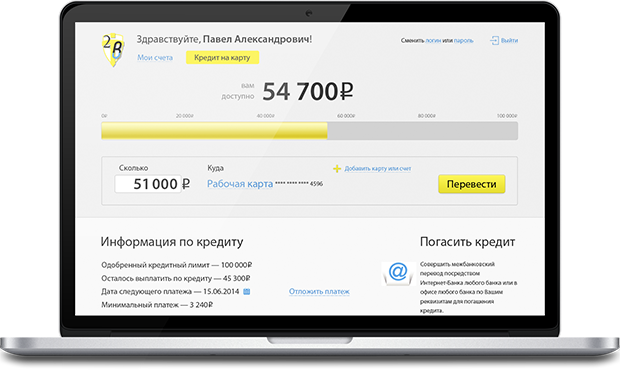 2B
Здравствуйте, Павел Александрович!
Сменить логин или пароль
Выйти
Мои счета
Кредит на карту
вам
доступно
54 700₽
0₽ 20 000₽ 40 000₽ 60 000₽ 80 000₽ 100 000₽
Сколько
Куда
Добавить карту или счет
51 000 ₽
Рабочая карта **** **** **** 4596
Перевести
Информация по кредиту
Одобренный кредитный лимит — 100 000₽
Осталось выплатить по кредиту — 45 300₽
Дата следующего платежа — 15.06.2014
Отложить платеж
Минимальный платеж — 3 240₽
Погасить кредит
@
Совершить межбанковский
перевод посредством
Интернет-Банка любого банка или в
офисе любого банка по Вашим
реквизитам для погашения
кредита.